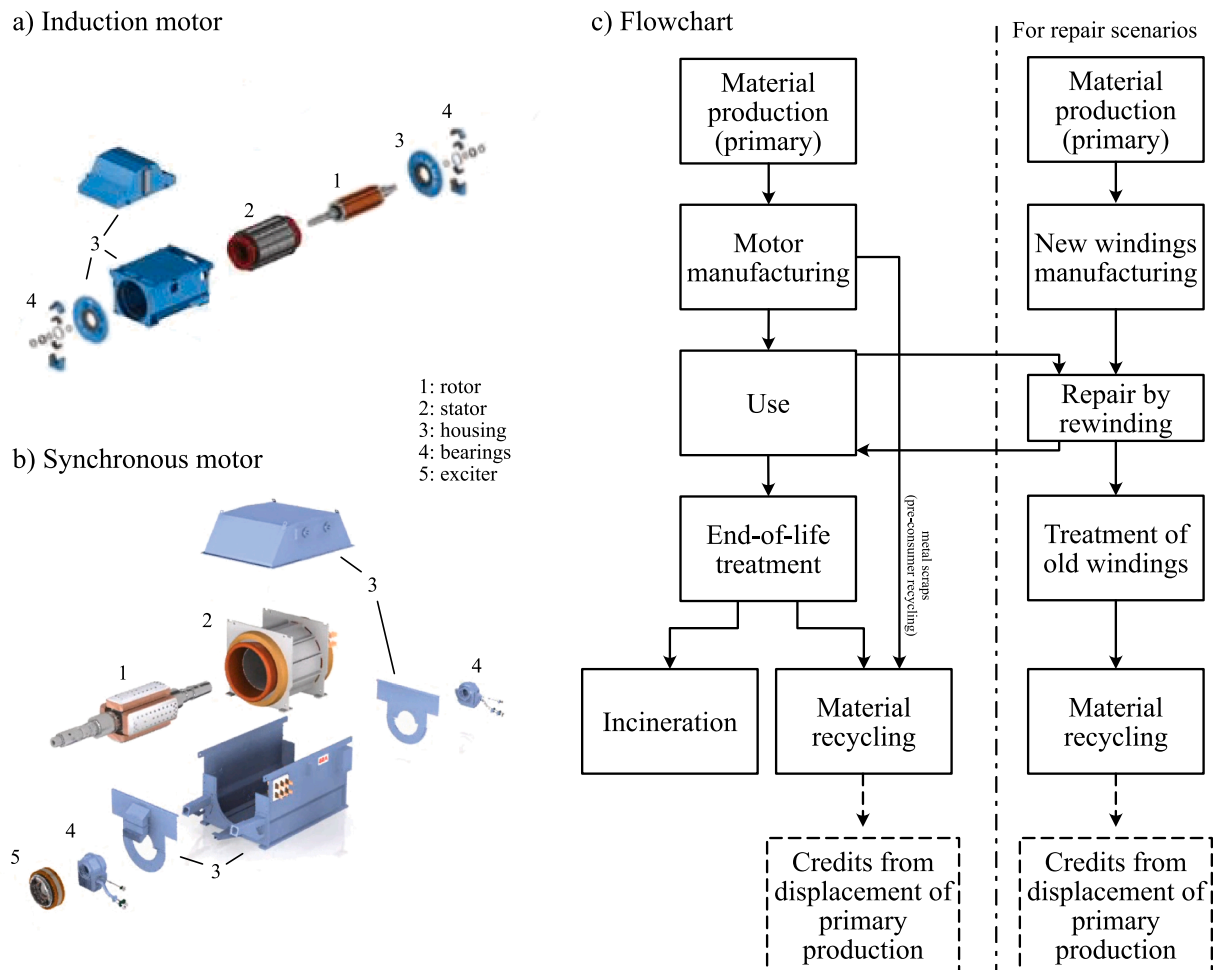 a) Induction motor
4
3
1
2
3
4
1: rotor
2: stator
3: housing
4: bearings
5: exciter
b) Synchronous motor
3
2
1
4
4
3
5
c) Flowchart
For repair scenarios
Material
production
(primary)
Material
production
(primary)
Motor
manufacturing
New windings
manufacturing
Use
Repair by
rewinding
metal scraps
(pre-consumer recycling)
End-of-life
treatment
Treatment of
old windings
Incineration
Material
recycling
Material
recycling
Credits from
displacement of
primary
production
Credits from
displacement of
primary
production